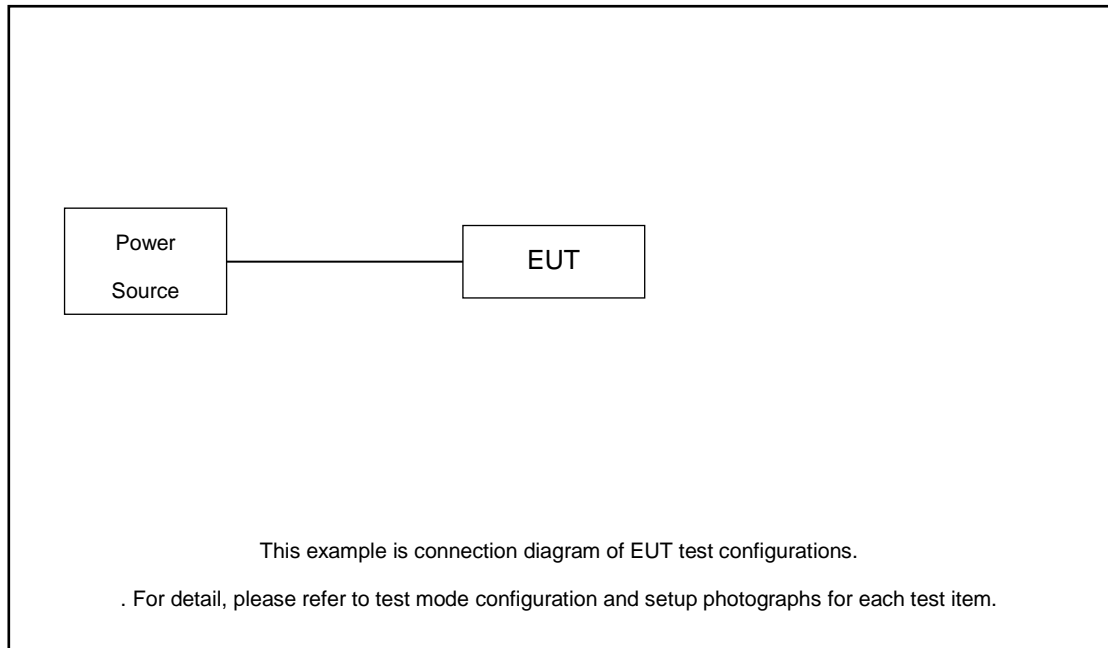 Power
Source
EUT
This example is connection diagram of EUT test configurations.
. For detail, please refer to test mode configuration and setup photographs for each test item.